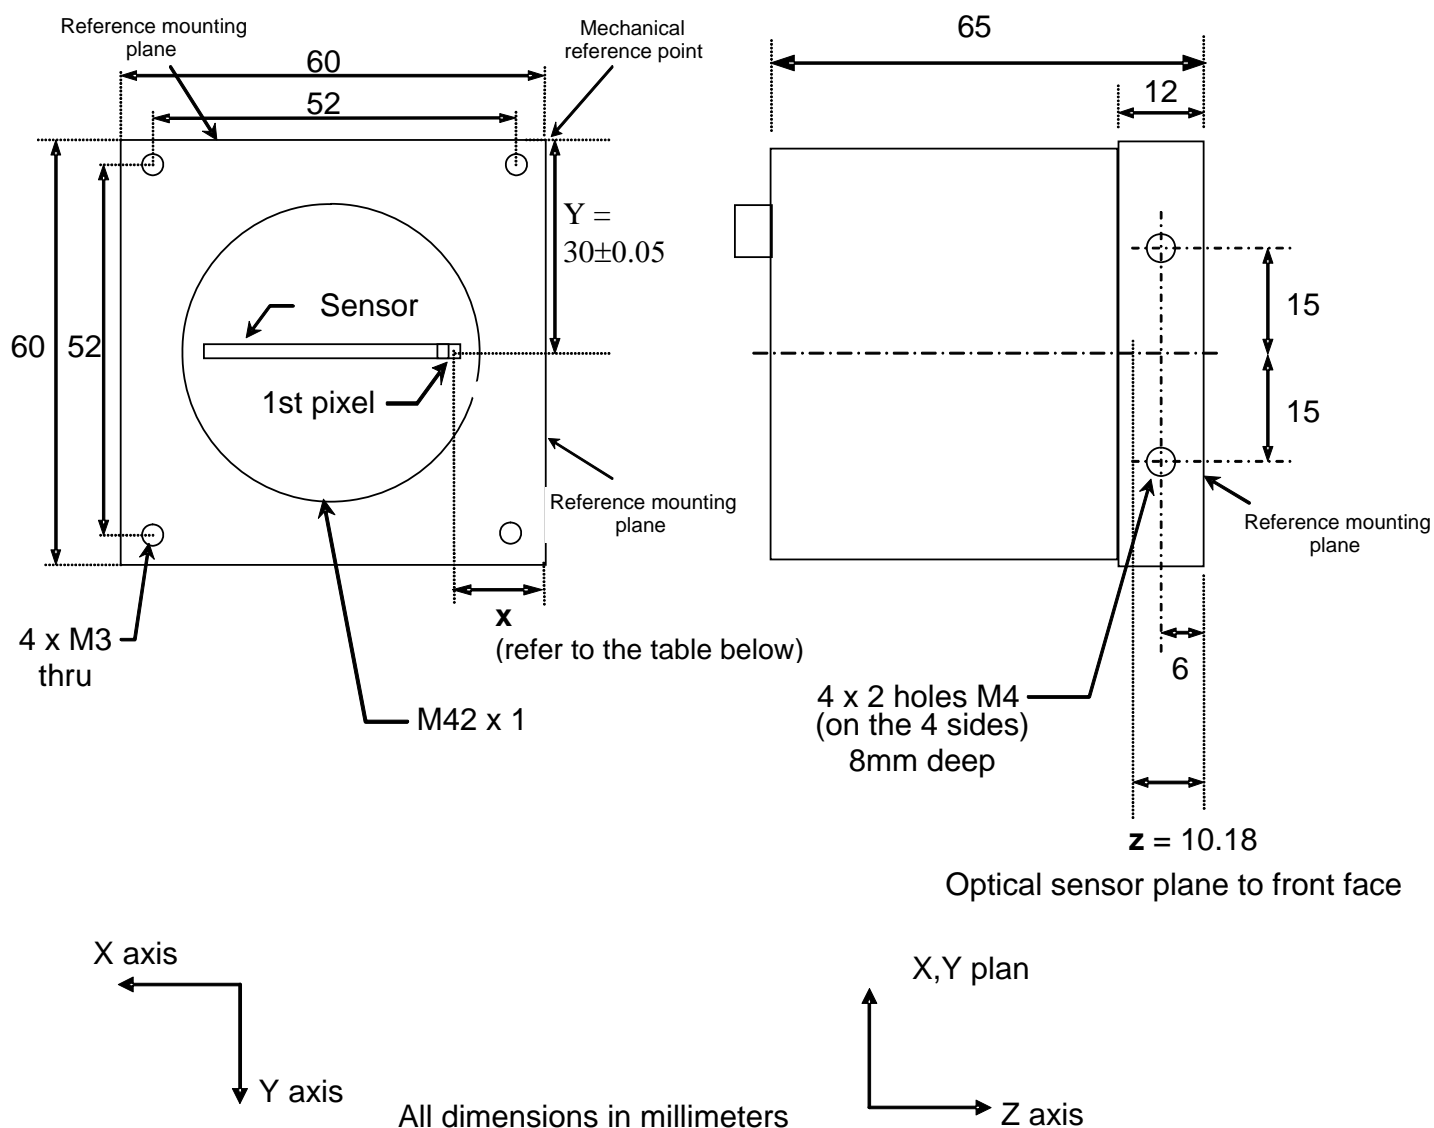 Reference mounting
plane
60
Mechanical
reference point
52
Y =
30±0.05
Sensor
60
52
1st pixel
Reference mounting
plane
x
(refer to the table below)
4 x M3
thru
M42 x 1
65
12
15
15
Reference mounting
plane
6
4 x 2 holes M4
(on the 4 sides)
8mm deep
z = 10.18
Optical sensor plane to front face
X axis
Y axis
X,Y plan
Z axis
All dimensions in millimeters